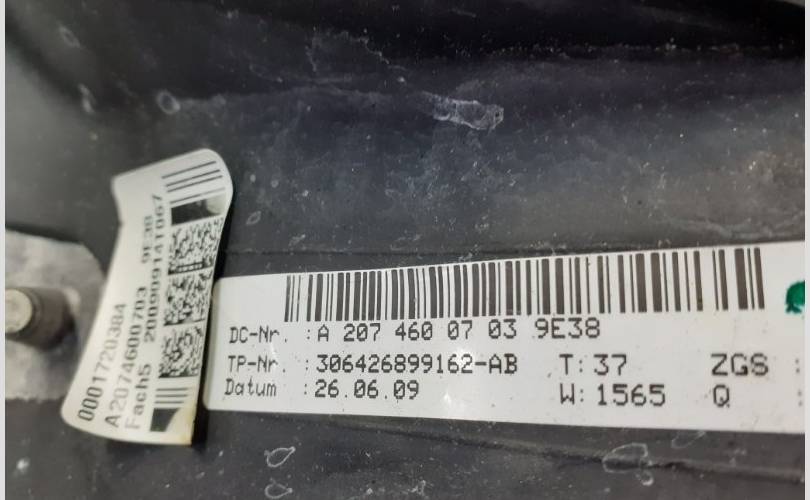 0001720384
A2074600703 9E38
Fach5 20090914T067
DC-Nr. :A 207 460 07 03 9E38
TP-Nr. :306426899162-AB T:37 ZGS :
Datum :26.06.09 W:1565 Q :